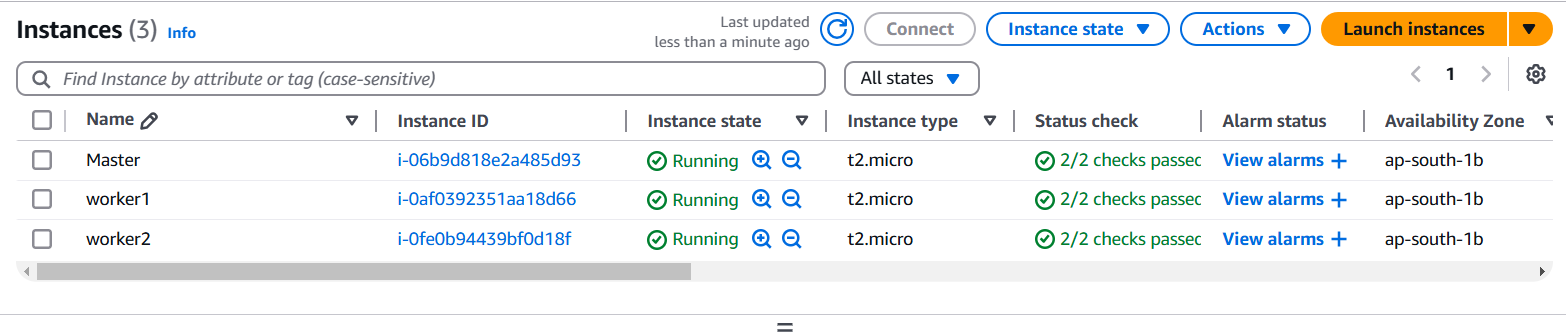 Instances (3) Info
Last updated
less than a minute ago
Connect
Instance state
Actions
Launch instances
Find Instance by attribute or tag (case-sensitive)
All states
1
Name Instance ID Instance state Instance type Status check Alarm status Availability Zone
Master i-06b9d818e2a485d93 Running t2.micro 2/2 checks passec View alarms + ap-south-1b
worker1 i-0af0392351aa18d66 Running t2.micro 2/2 checks passec View alarms + ap-south-1b
worker2 i-0fe0b94439bf0d18f Running t2.micro 2/2 checks passec View alarms + ap-south-1b